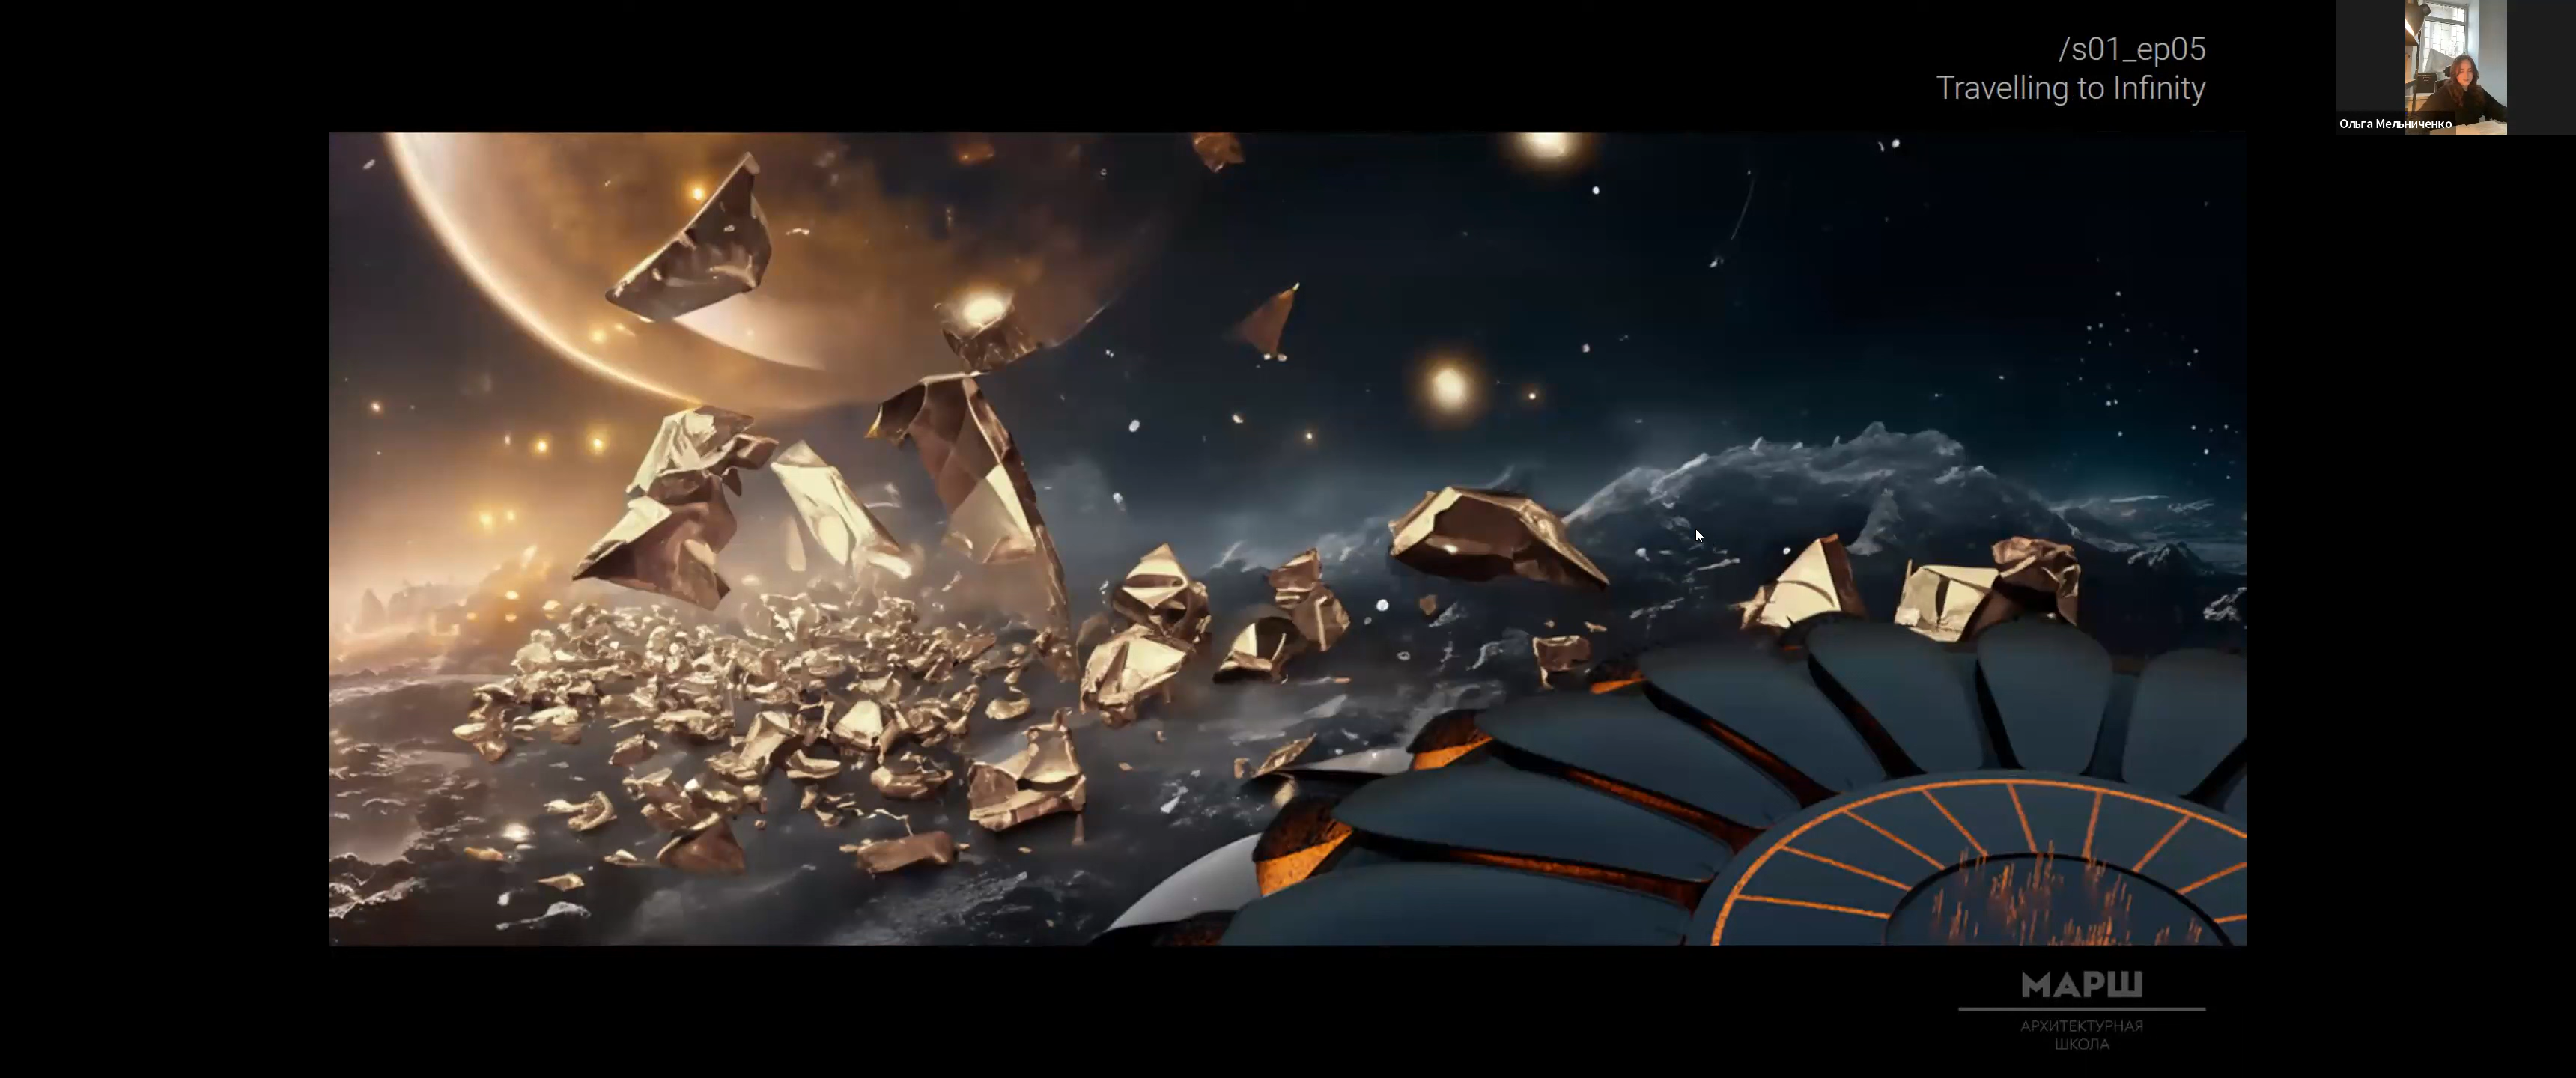 /s01_ep05
Travelling to Infinity
Ольга Мельниченко
МАРШ
АРХИТЕКТУРНАЯ
ШКОЛА